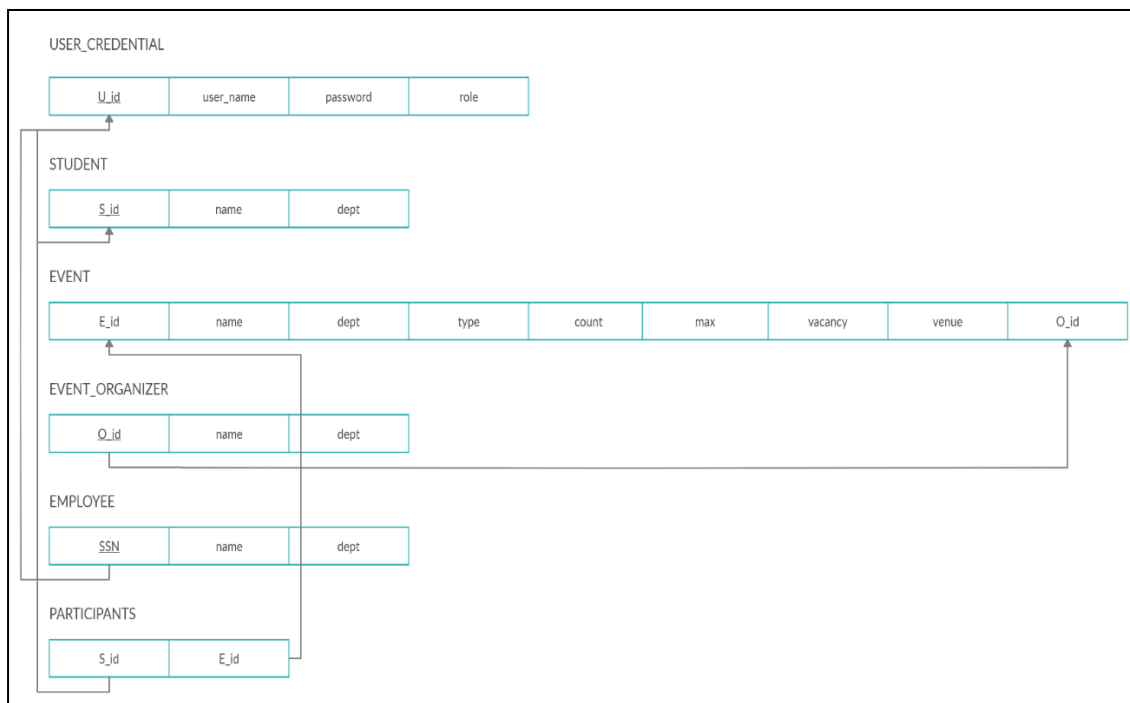 USER_CREDENTIAL
U_id user_name password role
STUDENT
S_id name dept
EVENT
E_id name dept type count max vacancy venue O_id
EVENT_ORGANIZER
O_id name dept
EMPLOYEE
SSN name dept
PARTICIPANTS
S_id E_id